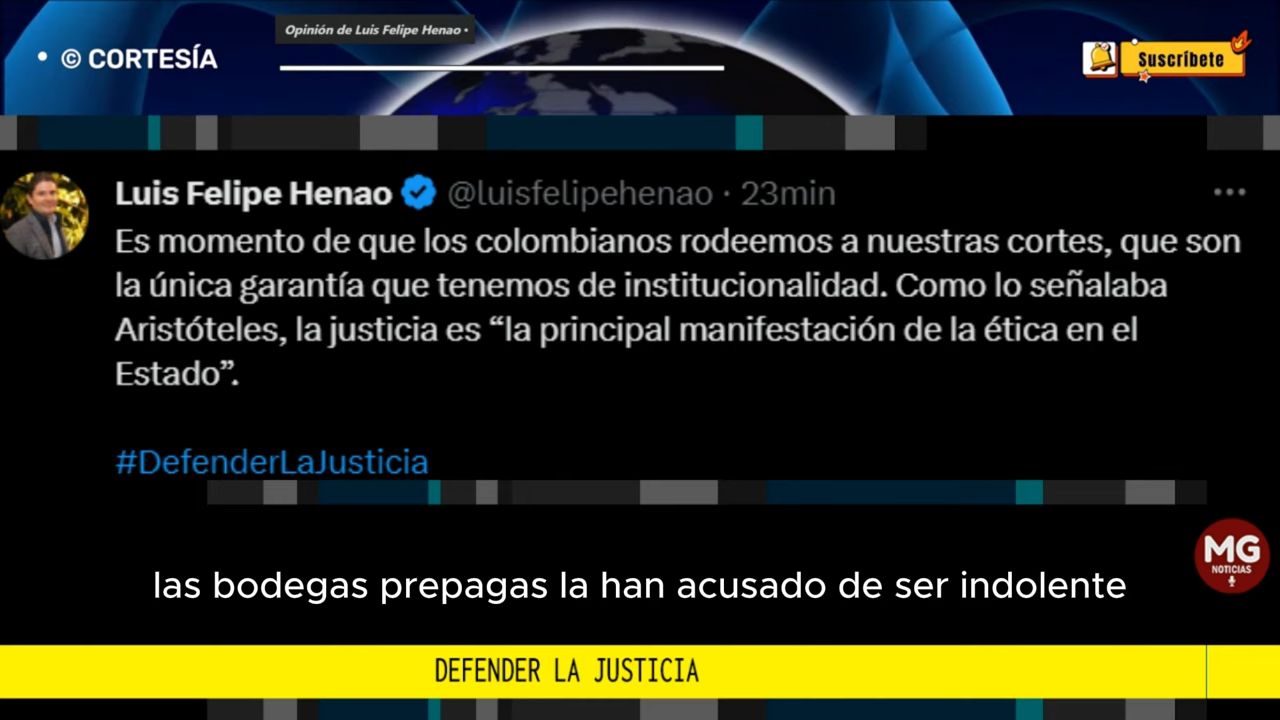 Opinión de Luis Felipe Henao •
• © CORTESÍA
Suscríbete
Luis Felipe Henao @luisfelipehenao · 23min
Es momento de que los colombianos rodeemos a nuestras cortes, que son
la única garantía que tenemos de institucionalidad. Como lo señalaba
Aristóteles, la justicia es “la principal manifestación de la ética en el
Estado”.
#DefenderLaJusticia
MG
NOTICIAS
las bodegas prepagas la han acusado de ser indolente
DEFENDER LA JUSTICIA